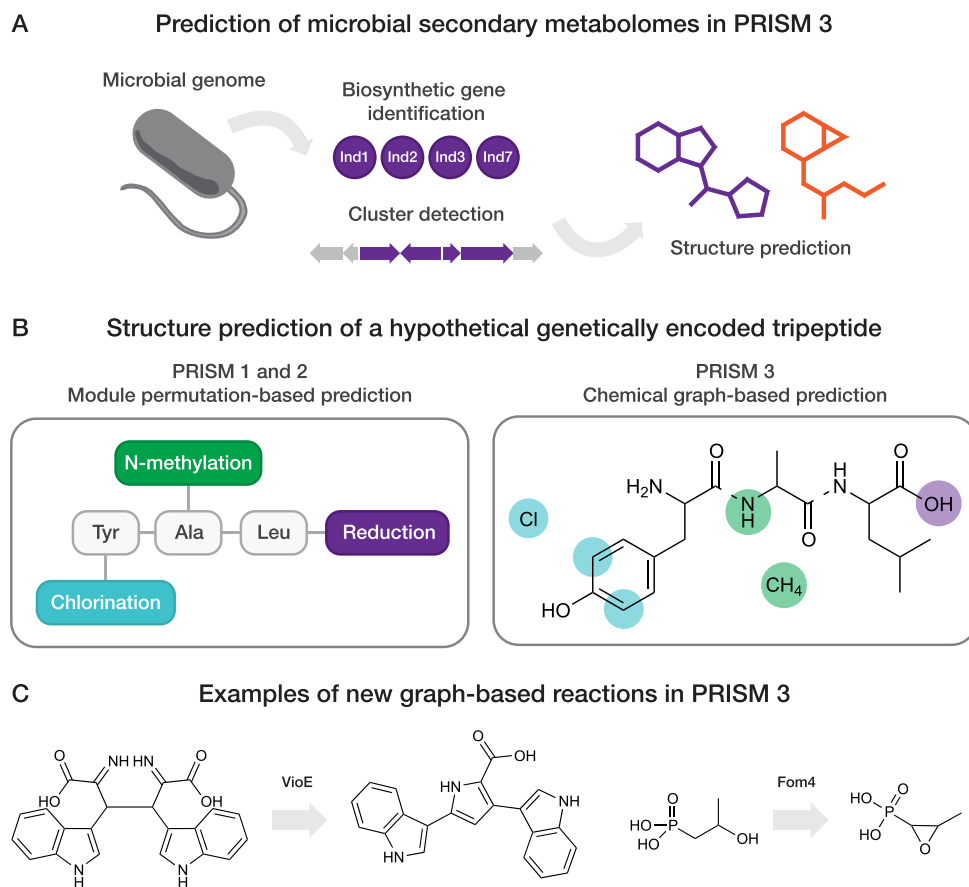 A
Prediction of microbial secondary metabolomes in PRISM 3
Microbial genome
Biosynthetic gene
identification
Ind1 Ind2 Ind3 Ind7
Cluster detection
Structure prediction
B
Structure prediction of a hypothetical genetically encoded tripeptide
PRISM 1 and 2
Module permutation-based prediction
N-methylation
Tyr Ala Leu Reduction
Chlorination
PRISM 3
Chemical graph-based prediction
O H O
H₂N N OH
Cl N
H
O
CH₄
HO
C
Examples of new graph-based reactions in PRISM 3
O NH HN O
HO OH
N
H
N
H
VioE
O
OH
H
N
NH
HN
O
HO P
HO OH
Fom4
HO O
P
HO
O